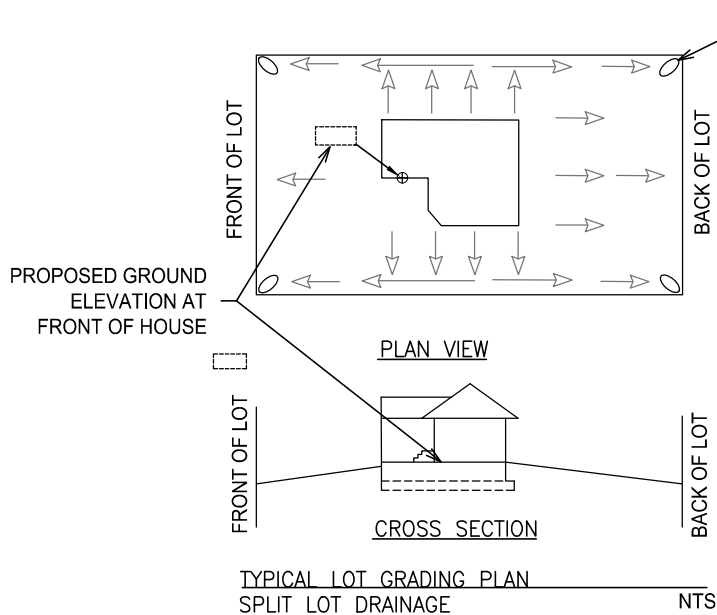 FRONT OF LOT
BACK OF LOT
PROPOSED GROUND
ELEVATION AT
FRONT OF HOUSE
PLAN VIEW
FRONT OF LOT
BACK OF LOT
CROSS SECTION
TYPICAL LOT GRADING PLAN
SPLIT LOT DRAINAGE
NTS